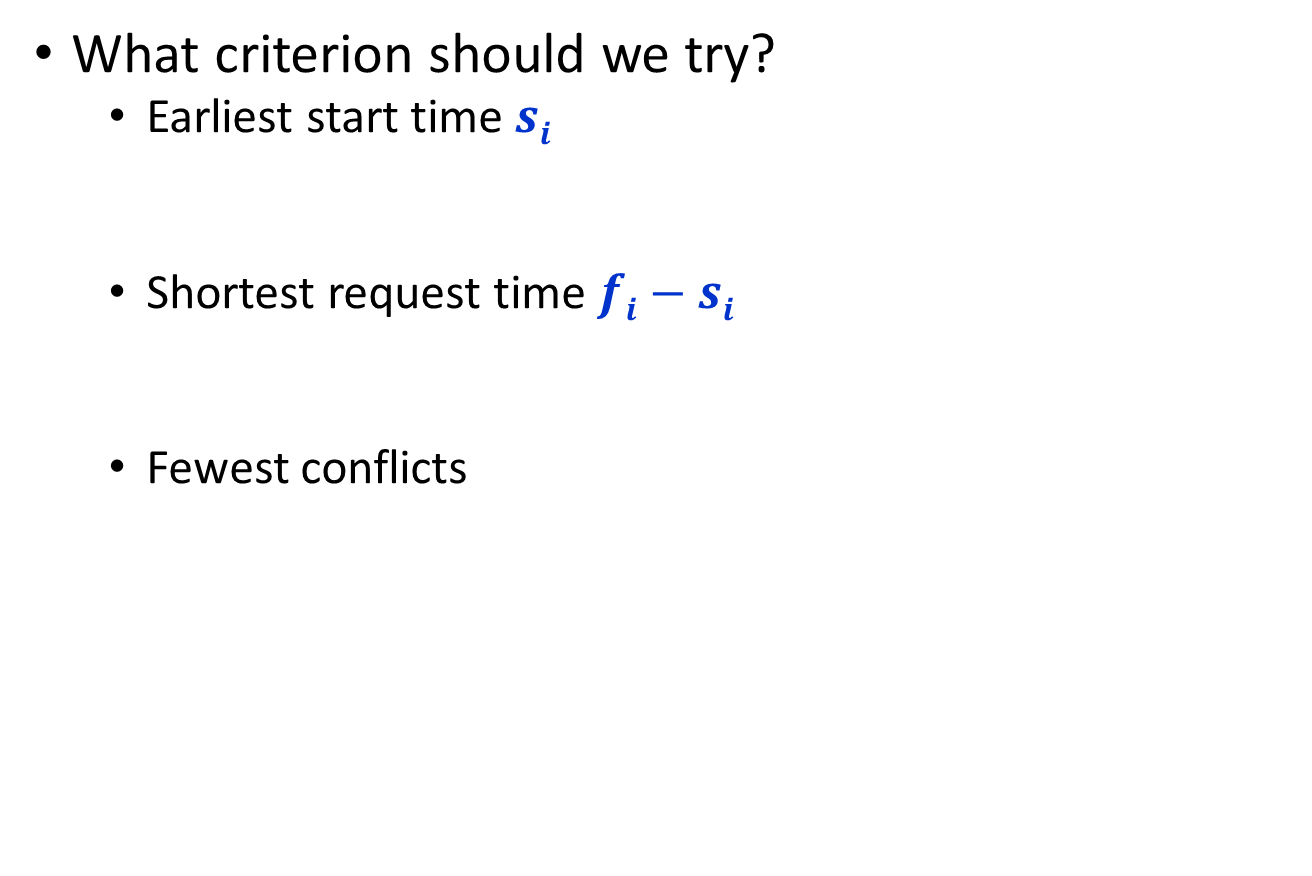 • What criterion should we try?
• Earliest start time sᵢ
• Shortest request time fᵢ − sᵢ
• Fewest conflicts